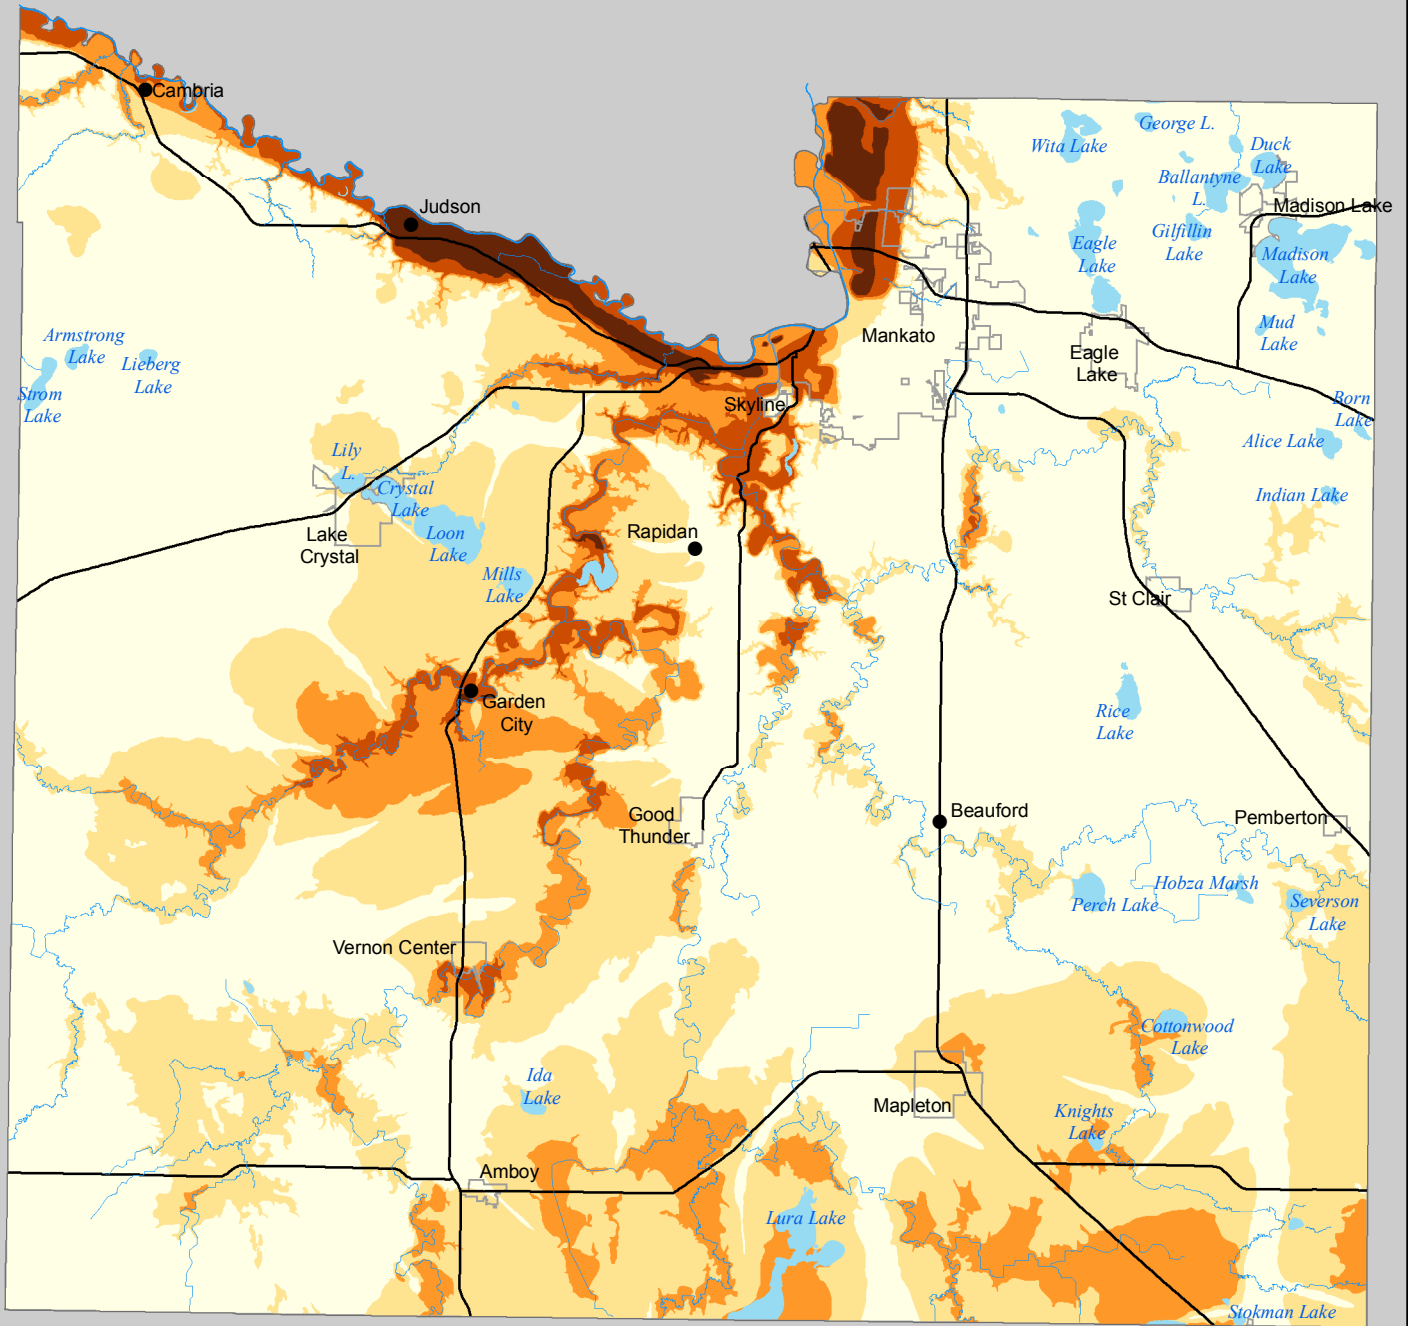 Cambria
George L.
Wita Lake
Duck
Lake
Ballantyne
L.
Madison Lake
Judson
Gilfillin
Lake
Eagle
Lake
Madison
Lake
Mankato
Mud
Lake
Armstrong
Lake
Lieberg
Lake
Eagle
Lake
Strom
Lake
Skyline
Born
Lake
Alice Lake
Lily
L.
Crystal
Lake
Indian Lake
Lake
Crystal
Loon
Lake
Rapidan
Mills
Lake
St Clair
Garden
City
Rice
Lake
Good
Thunder
Beauford
Pemberton
Hobza Marsh
Perch Lake
Severson
Lake
Vernon Center
Cottonwood
Lake
Ida
Lake
Mapleton
Knights
Lake
Amboy
Lura Lake
Stokman Lake